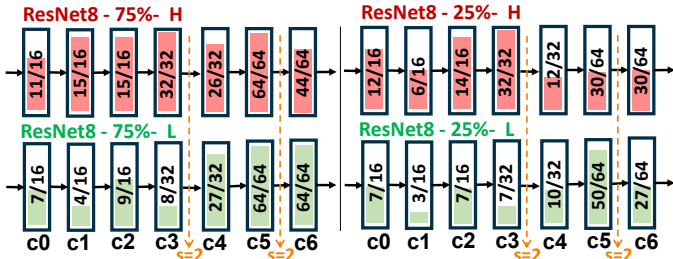 ResNet8 - 75%- H
11/16 15/16 15/16 32/32 26/32 64/64 44/64
ResNet8 - 75%- L
7/16 4/16 9/16 8/32 27/32 64/64 64/64
c0 c1 c2 c3 c4 c5 c6
s=2 s=2
ResNet8 - 25%- H
12/16 6/16 14/16 32/32 12/32 30/64 30/64
ResNet8 - 25%- L
7/16 3/16 7/16 7/32 10/32 50/64 27/64
c0 c1 c2 c3 c4 c5 c6
s=2 s=2